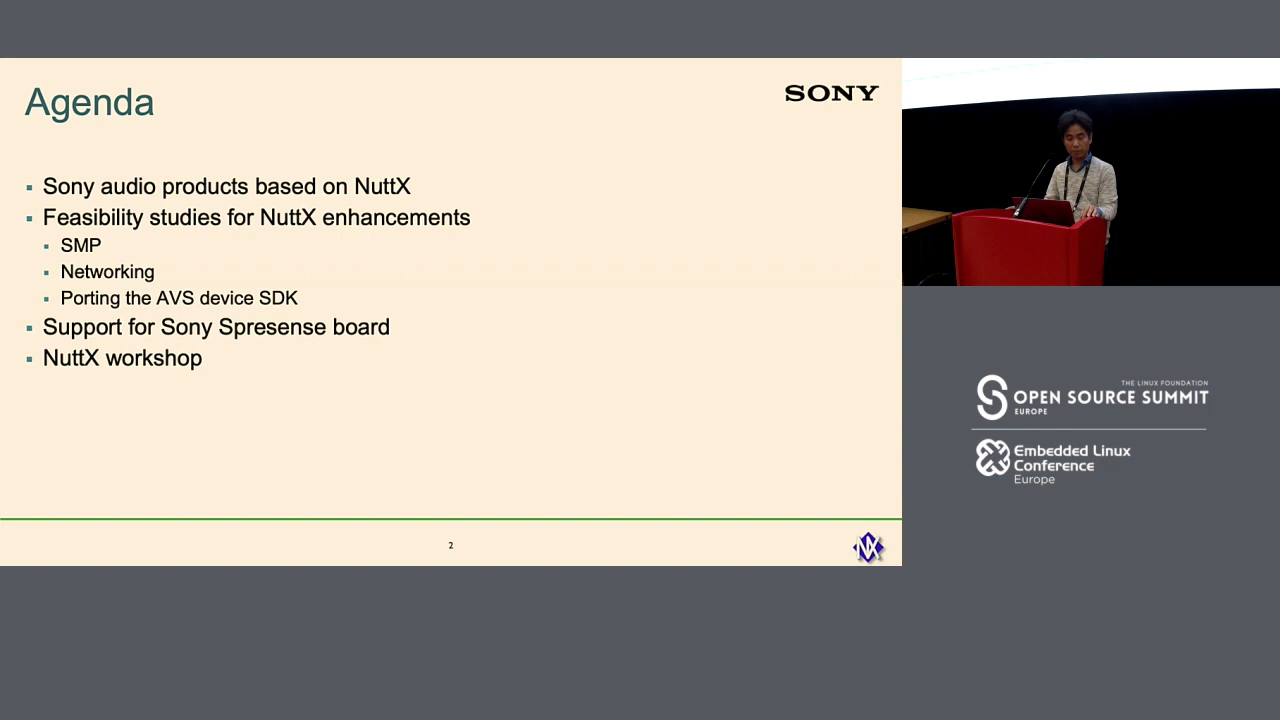 Agenda
SONY
Sony audio products based on NuttX
Feasibility studies for NuttX enhancements
SMP
Networking
Porting the AVS device SDK
Support for Sony Spresense board
NuttX workshop
2
NX
THE LINUX FOUNDATION
OPEN SOURCE SUMMIT
EUROPE
Embedded Linux
Conference
Europe